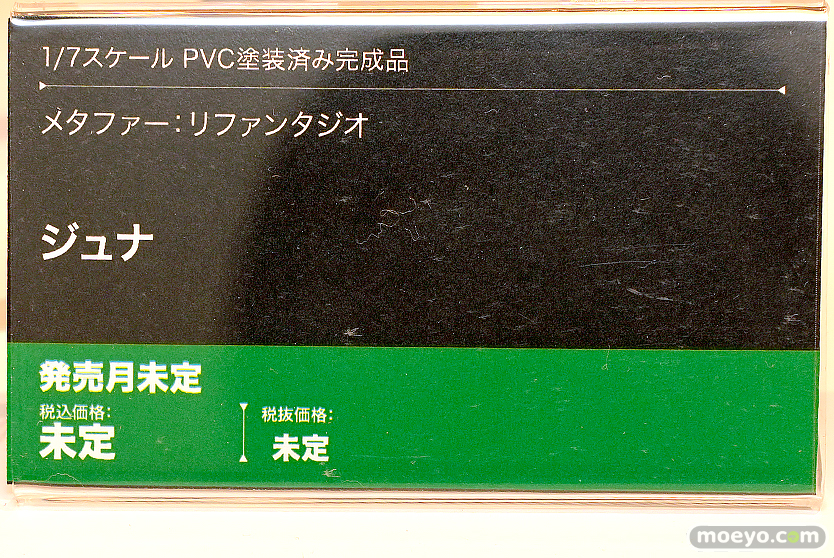 1/7スケール PVC塗装済み完成品
メタファー:リファンタジオ
ジュナ
発売月未定
税込価格:
未定
税抜価格:
未定
moeyo.com